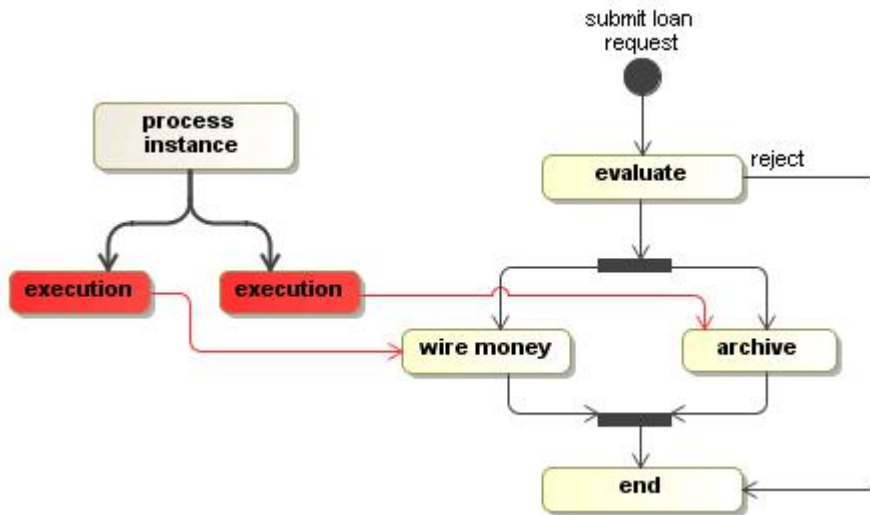 submit loan
request
process
instance
evaluate
reject
execution
execution
wire money
archive
end